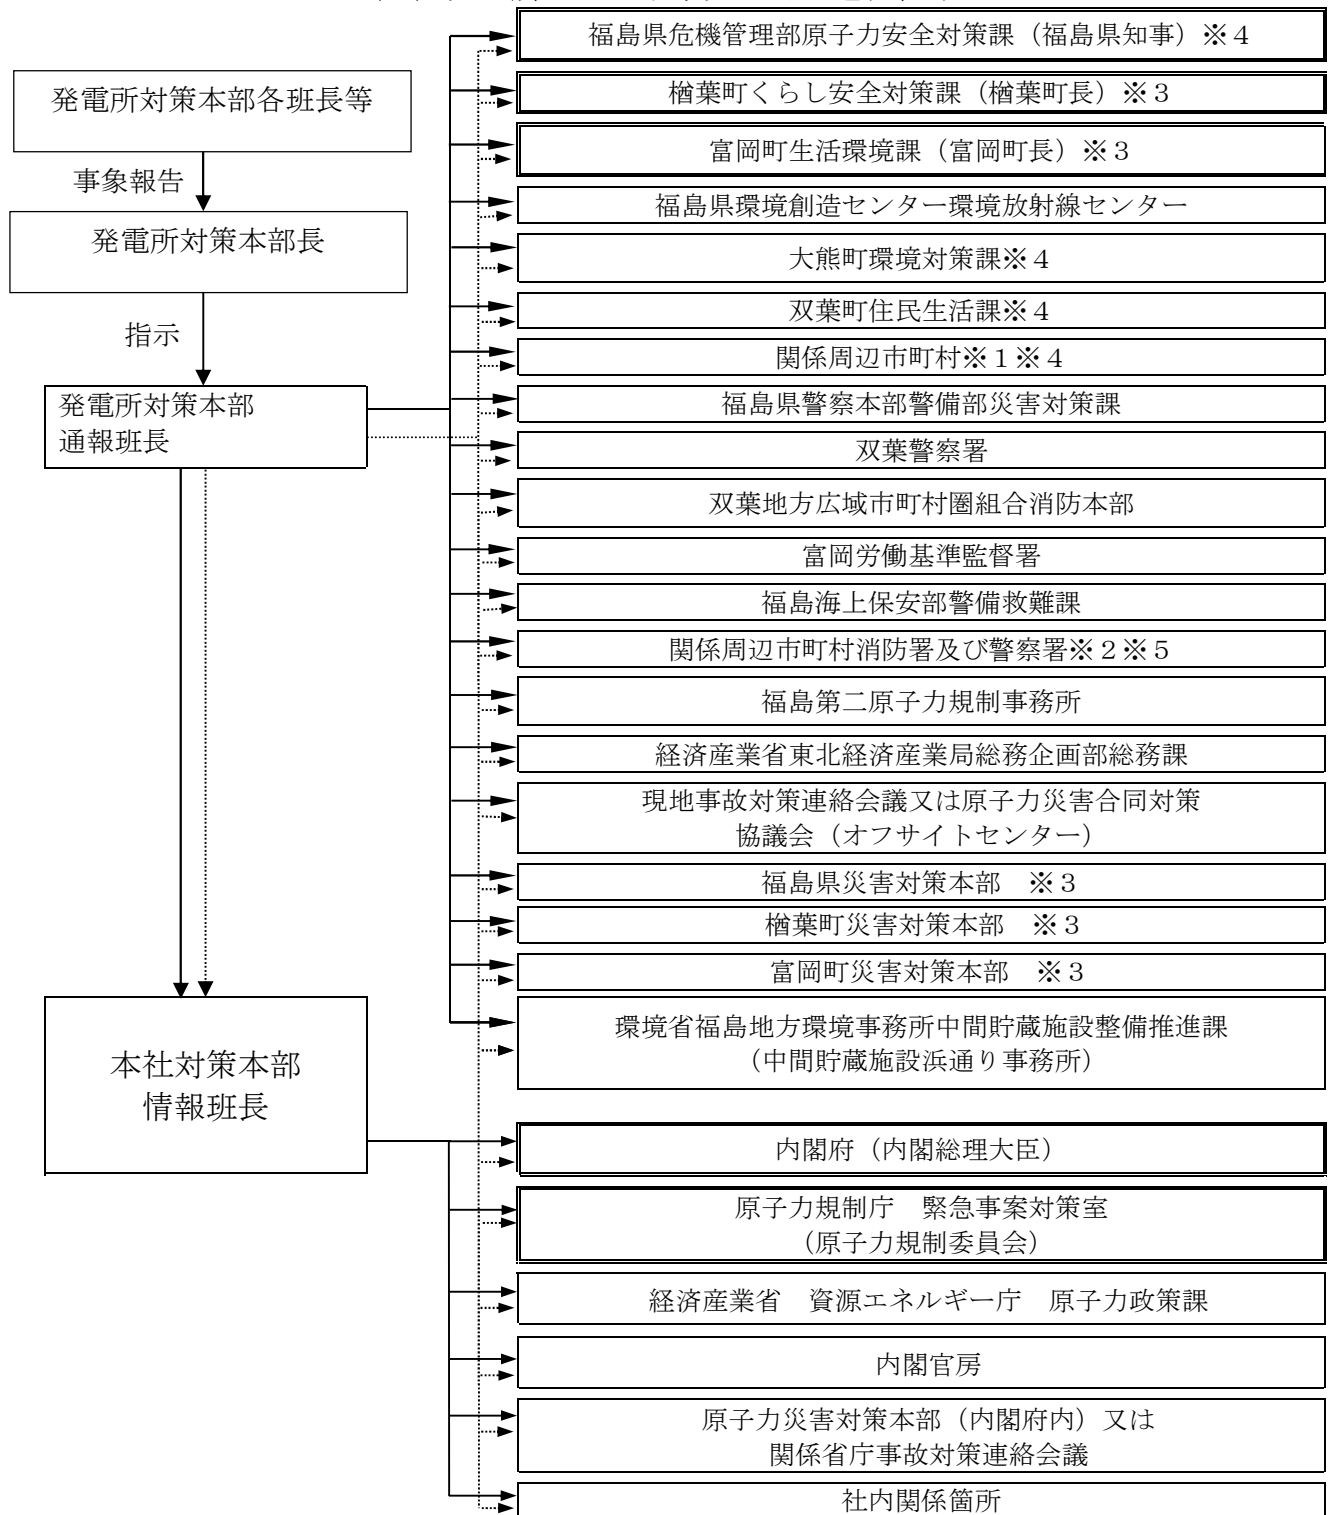 福島県危機管理部原子力安全対策課（福島県知事）※４
発電所対策本部各班長等
楢葉町くらし安全対策課（楢葉町長）※３
富岡町生活環境課（富岡町長）※３
事象報告
福島県環境創造センター環境放射線センター
発電所対策本部長
大熊町環境対策課※４
双葉町住民生活課※４
指示
関係周辺市町村※１※４
発電所対策本部
通報班長
福島県警察本部警備部災害対策課
双葉警察署
双葉地方広域市町村圏組合消防本部
富岡労働基準監督署
福島海上保安部警備救難課
関係周辺市町村消防署及び警察署※２※５
福島第二原子力規制事務所
経済産業省東北経済産業局総務企画部総務課
現地事故対策連絡会議又は原子力災害合同対策
協議会（オフサイトセンター）
福島県災害対策本部　※３
楢葉町災害対策本部　※３
富岡町災害対策本部　※３
環境省福島地方環境事務所中間貯蔵施設整備推進課
（中間貯蔵施設浜通り事務所）
本社対策本部
情報班長
内閣府（内閣総理大臣）
原子力規制庁　緊急事案対策室
（原子力規制委員会）
経済産業省　資源エネルギー庁　原子力政策課
内閣官房
原子力災害対策本部（内閣府内）又は
関係省庁事故対策連絡会議
社内関係箇所